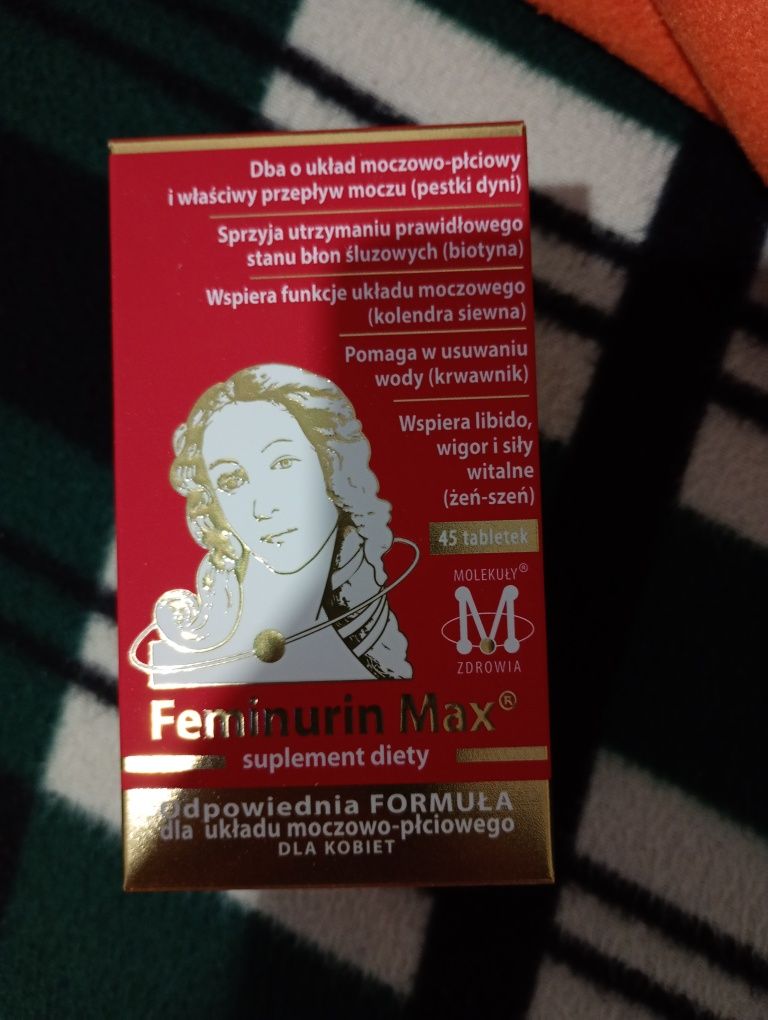 Dba o układ moczowo-płciowy
i właściwy przepływ moczu (pestki dyni)
Sprzyja utrzymaniu prawidłowego
stanu błon śluzowych (biotyna)
Wspiera funkcje układu moczowego
(kolendra siewna)
Pomaga w usuwaniu
wody (krwawnik)
Wspiera libido,
wigor i siły
witalne
(żeń-szeń)
45 tabletek
MOLEKUŁY®
M
ZDROWIA
Feminurin Max®
suplement diety
odpowiednia FORMUŁA
dla układu moczowo-płciowego
DLA KOBIET